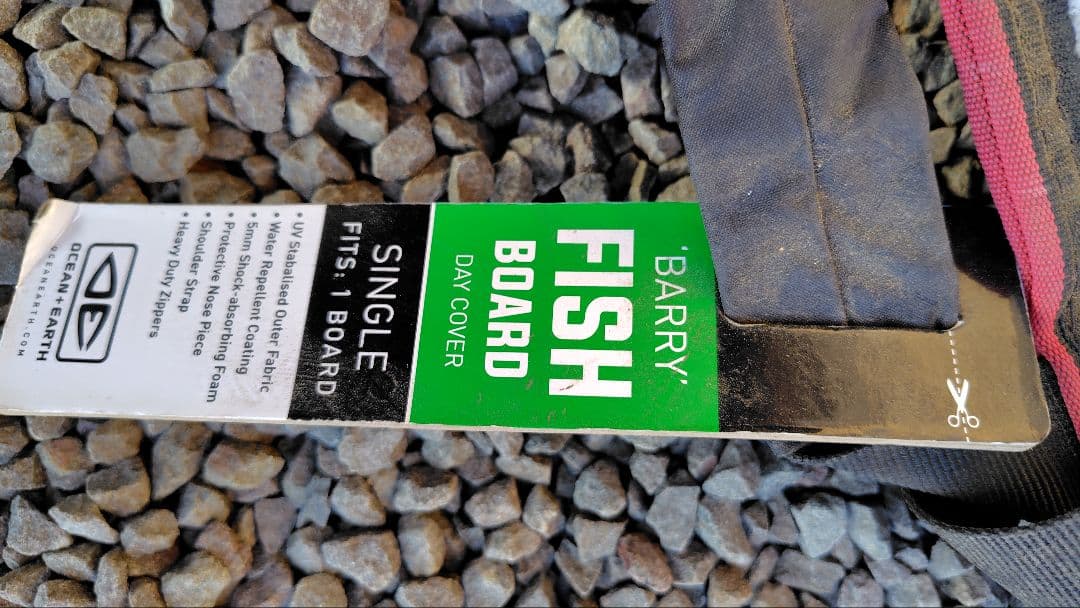 'BARRY'
FISH
BOARD
DAY COVER
SINGLE
FITS: 1 BOARD
• UV Stabalised Outer Fabric
• Water Repellent Coating
• 5mm Shock-absorbing Foam
• Protective Nose Piece
• Shoulder Strap
• Heavy Duty Zippers
OCEAN+EARTH
OCEANEARTH.COM